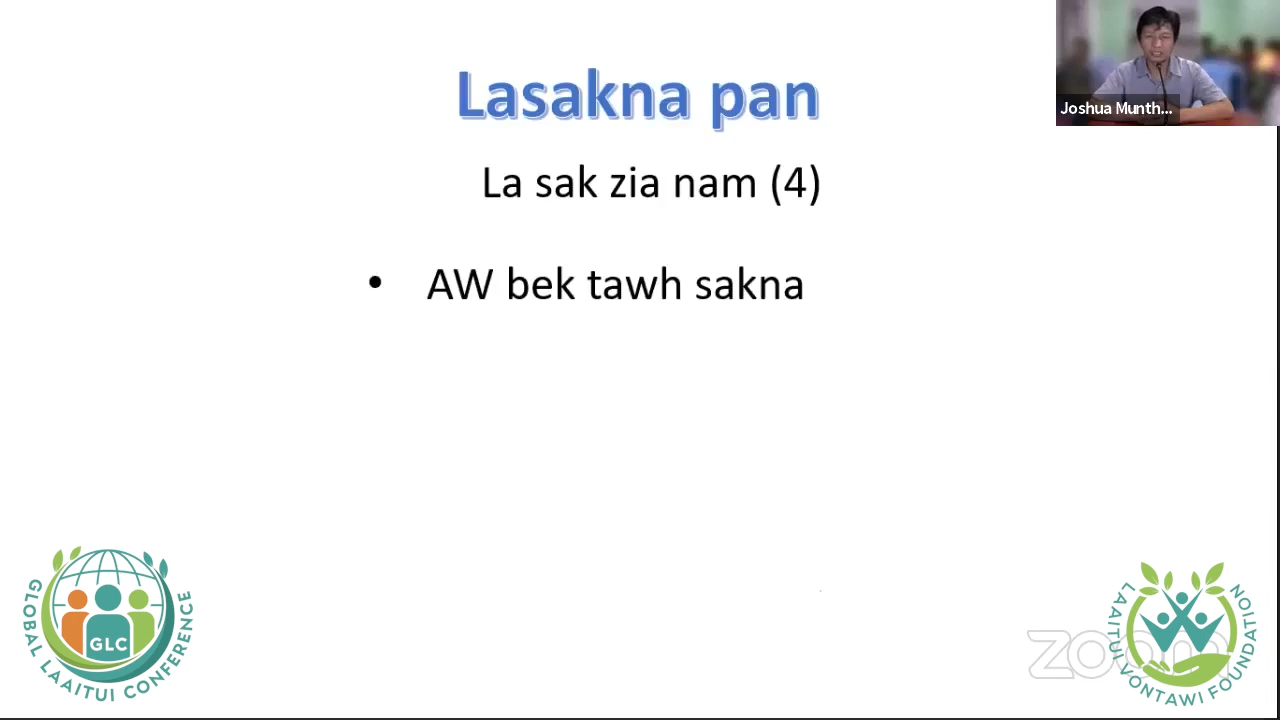 Lasakna pan
Joshua Munth...
La sak zia nam (4)
• AW bek tawh sakna
GLOBAL LAAITUI CONFERENCE
GLC
LAAITUI VONTAWI FOUNDATION
zoom